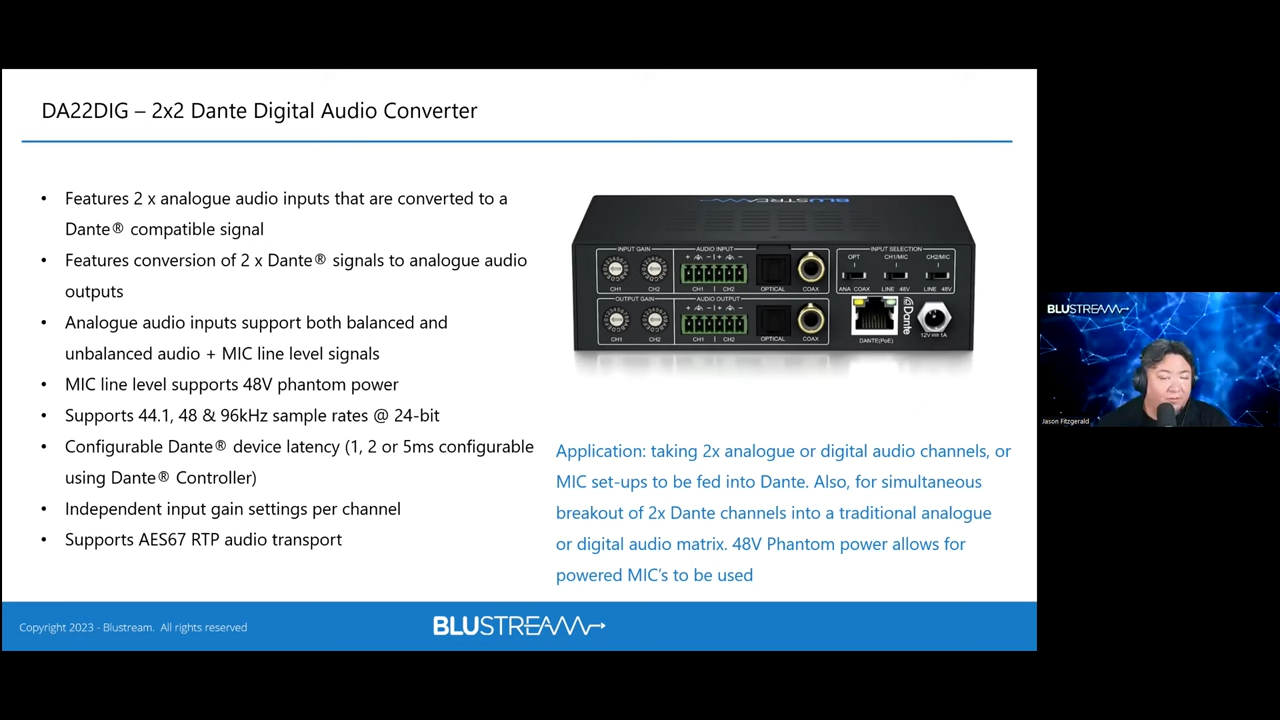 DA22DIG – 2x2 Dante Digital Audio Converter
• Features 2 x analogue audio inputs that are converted to a
Dante® compatible signal
• Features conversion of 2 x Dante® signals to analogue audio
outputs
• Analogue audio inputs support both balanced and
unbalanced audio + MIC line level signals
• MIC line level supports 48V phantom power
• Supports 44.1, 48 & 96kHz sample rates @ 24-bit
• Configurable Dante® device latency (1, 2 or 5ms configurable
using Dante® Controller)
• Independent input gain settings per channel
• Supports AES67 RTP audio transport
BLUSTREAM
INPUT GAIN
AUDIO INPUT
INPUT SELECTION
OPT
CH1/MIC
CH2/MIC
CH1 CH2
CH1 | CH2
OPTICAL
COAX
ANA COAX
LINE 48V
LINE 48V
OUTPUT GAIN
AUDIO OUTPUT
CH1 CH2
CH1 | CH2
OPTICAL
COAX
DANTE(PoE)
Dante
12V 1A
Application: taking 2x analogue or digital audio channels, or
MIC set-ups to be fed into Dante. Also, for simultaneous
breakout of 2x Dante channels into a traditional analogue
or digital audio matrix. 48V Phantom power allows for
powered MIC's to be used
Copyright 2023 - Blustream. All rights reserved
BLUSTREAM
BLUSTREAM
Jason Fitzgerald